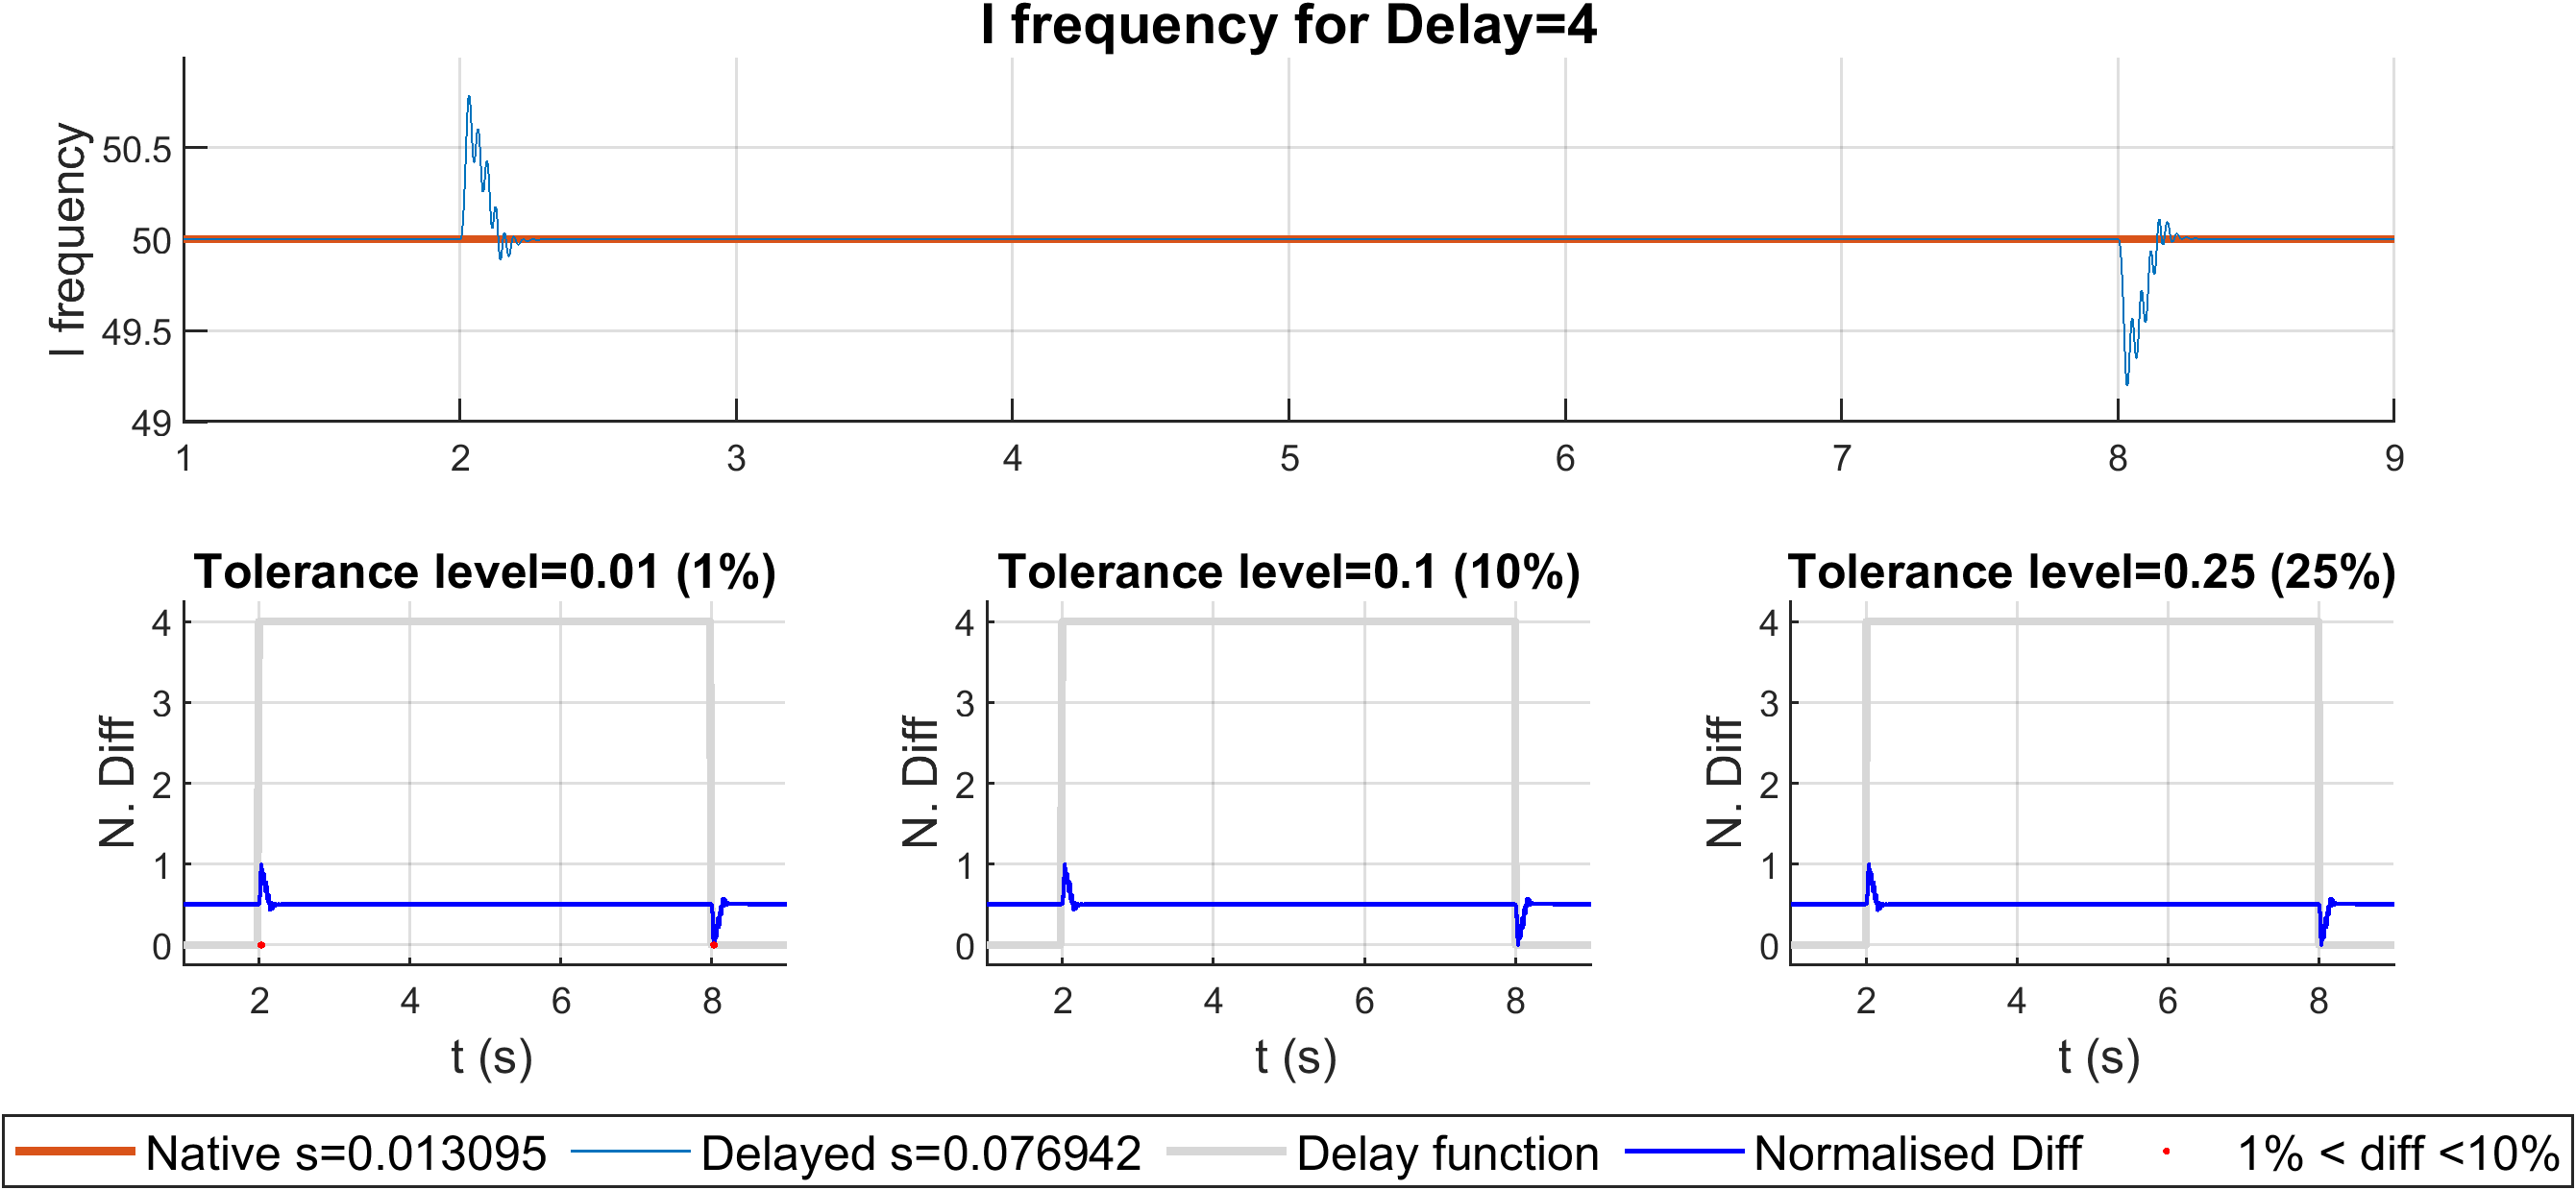 I frequency for Delay=4
I frequency
50.5
50
49.5
49
1 2 3 4 5 6 7 8 9
Tolerance level=0.01 (1%)
N. Diff
4
3
2
1
0
2 4 6 8
t (s)
Tolerance level=0.1 (10%)
N. Diff
4
3
2
1
0
2 4 6 8
t (s)
Tolerance level=0.25 (25%)
N. Diff
4
3
2
1
0
2 4 6 8
t (s)
Native s=0.013095 Delayed s=0.076942 Delay function Normalised Diff 1% < diff <10%